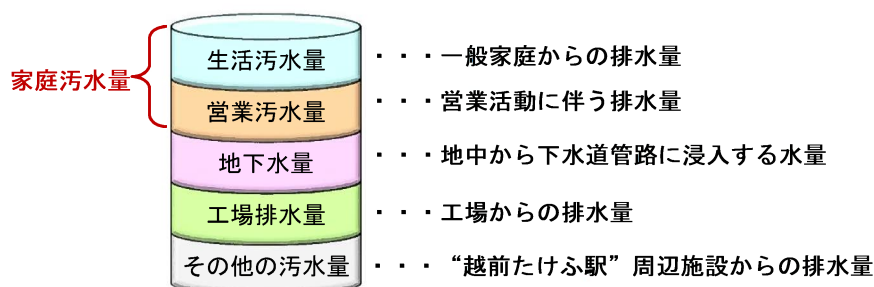 生活汚水量 ・・・一般家庭からの排水量
家庭汚水量
営業汚水量 ・・・営業活動に伴う排水量
地下水量 ・・・地中から下水道管路に浸入する水量
工場排水量 ・・・工場からの排水量
その他の汚水量 ・・・“越前たけふ駅”周辺施設からの排水量